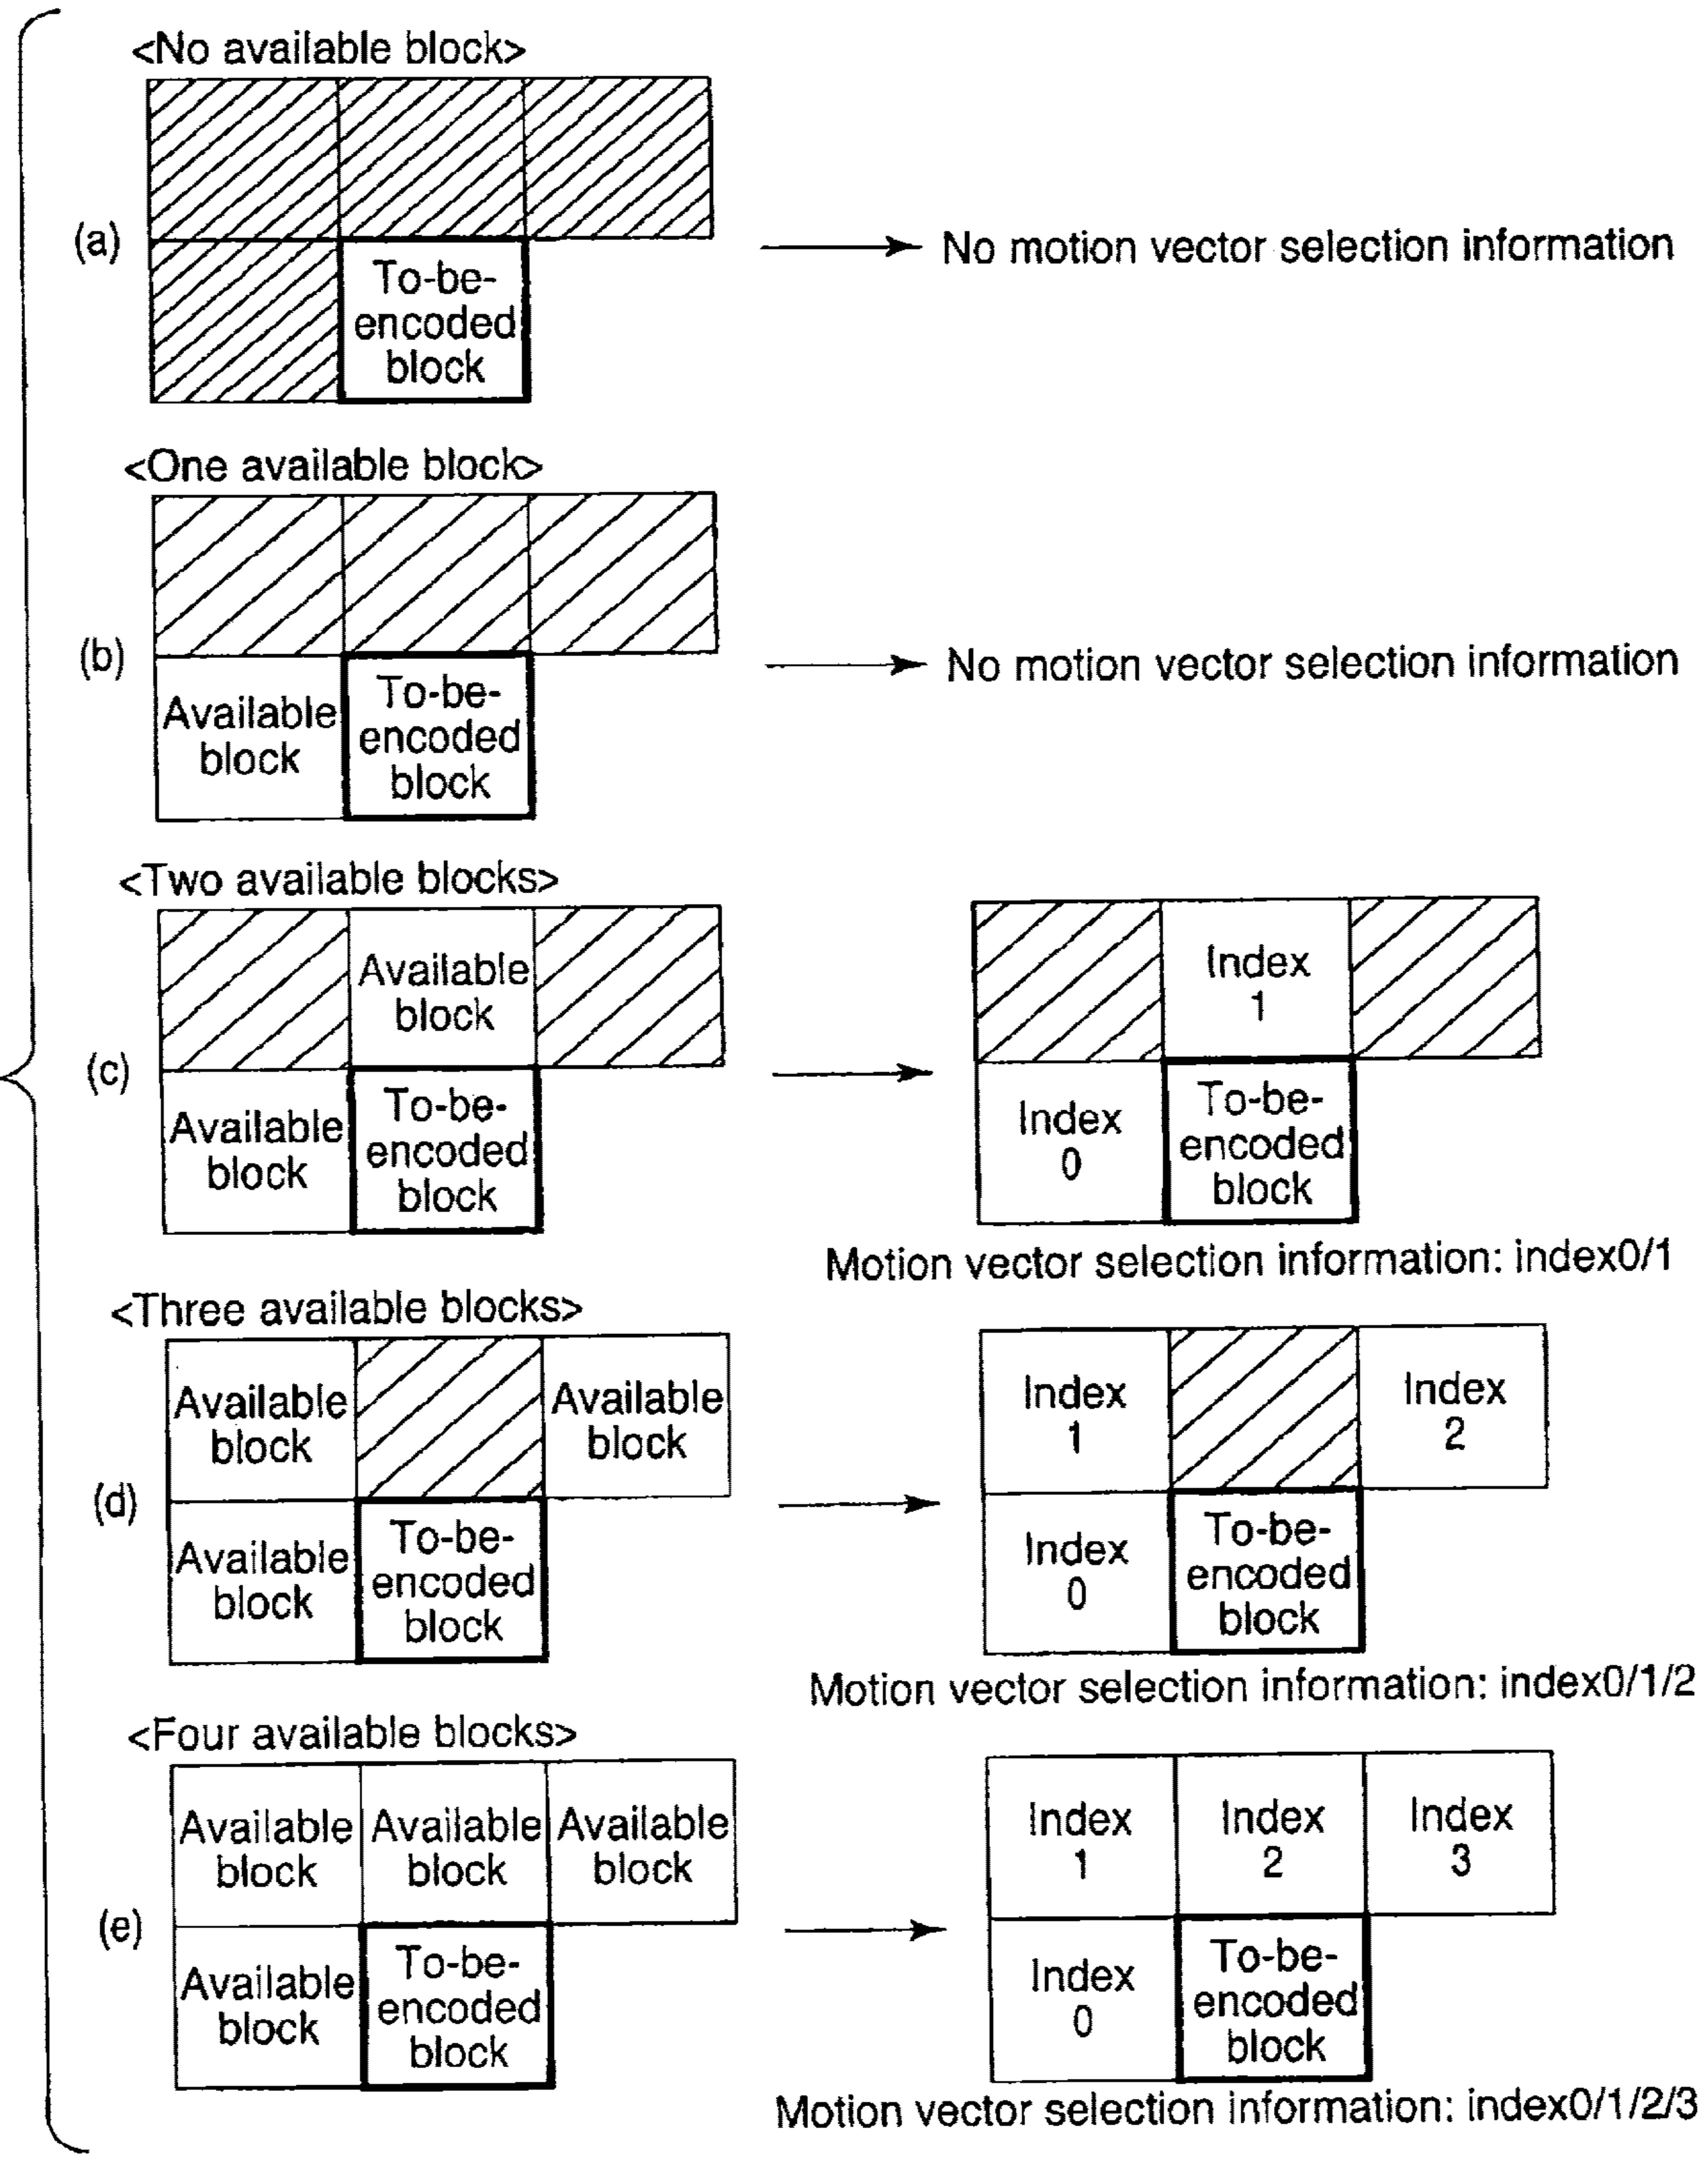 <No available block>
(a)
To-be-
encoded
block
No motion vector selection information
<One available block>
(b)
Available
block
To-be-
encoded
block
No motion vector selection information
<Two available blocks>
(c)
Available
block
Available
block
To-be-
encoded
block
Index
1
Index
0
To-be-
encoded
block
Motion vector selection information: index0/1
<Three available blocks>
(d)
Available
block
Available
block
Available
block
To-be-
encoded
block
Index
1
Index
2
Index
0
To-be-
encoded
block
Motion vector selection information: index0/1/2
<Four available blocks>
(e)
Available
block
Available
block
Available
block
Available
block
To-be-
encoded
block
Index
1
Index
2
Index
3
Index
0
To-be-
encoded
block
Motion vector selection information: index0/1/2/3